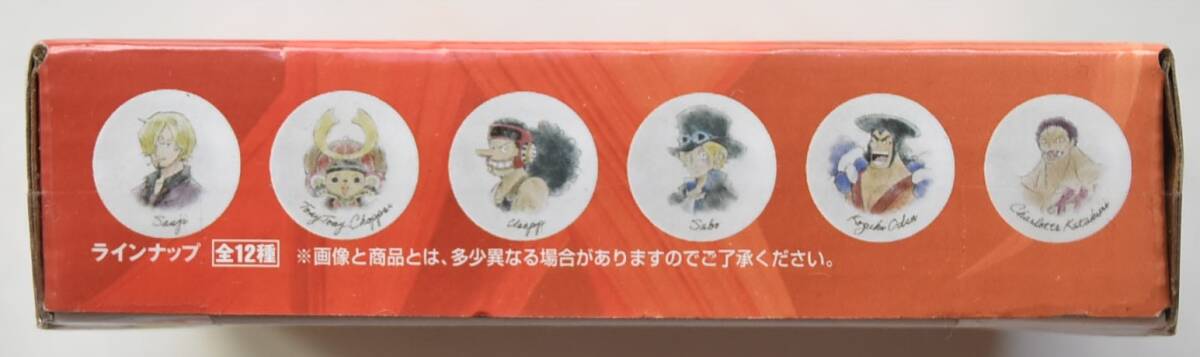 Sanji
Tony Tony Chopper
Usopp
Sabo
Kozuki Oden
Charlotte Katakuri
ラインナップ 全12種 ※画像と商品とは、多少異なる場合がありますのでご了承ください。